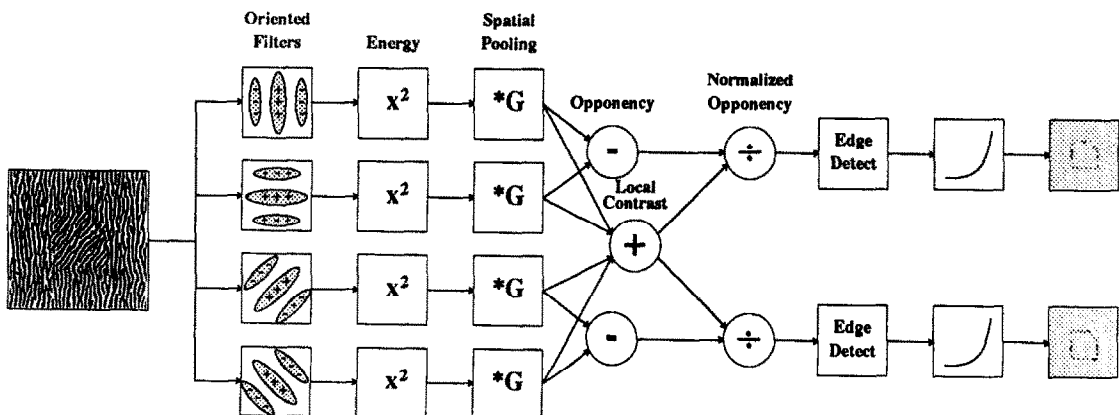 Oriented
Filters
Energy
Spatial
Pooling
Opponency
Normalized
Opponency
x²
*G
-
÷
Edge
Detect
x²
*G
Local
Contrast
+
x²
*G
-
÷
Edge
Detect
x²
*G